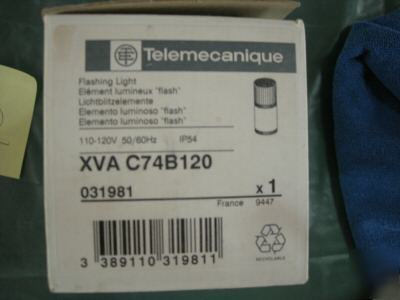 Telemecanique
Flashing Light
Elément lumineux "flash"
Lichtblitzelemente
Elemento luminoso "flash"
Elemento luminoso "flash"
110-120V 50/60Hz IP54
XVA C74B120
031981 x 1
France 9447
3 389110 319811
RECYCLABLE